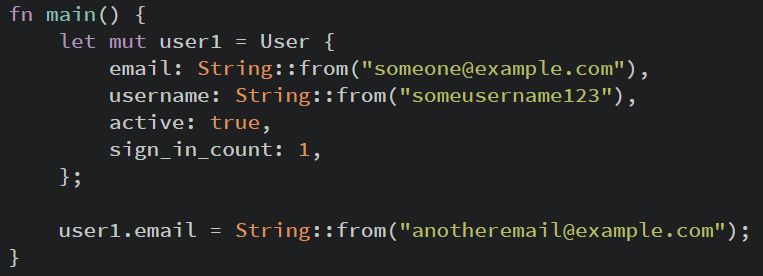 fn main() {
    let mut user1 = User {
        email: String::from("someone@example.com"),
        username: String::from("someusername123"),
        active: true,
        sign_in_count: 1,
    };

    user1.email = String::from("anotheremail@example.com");
}